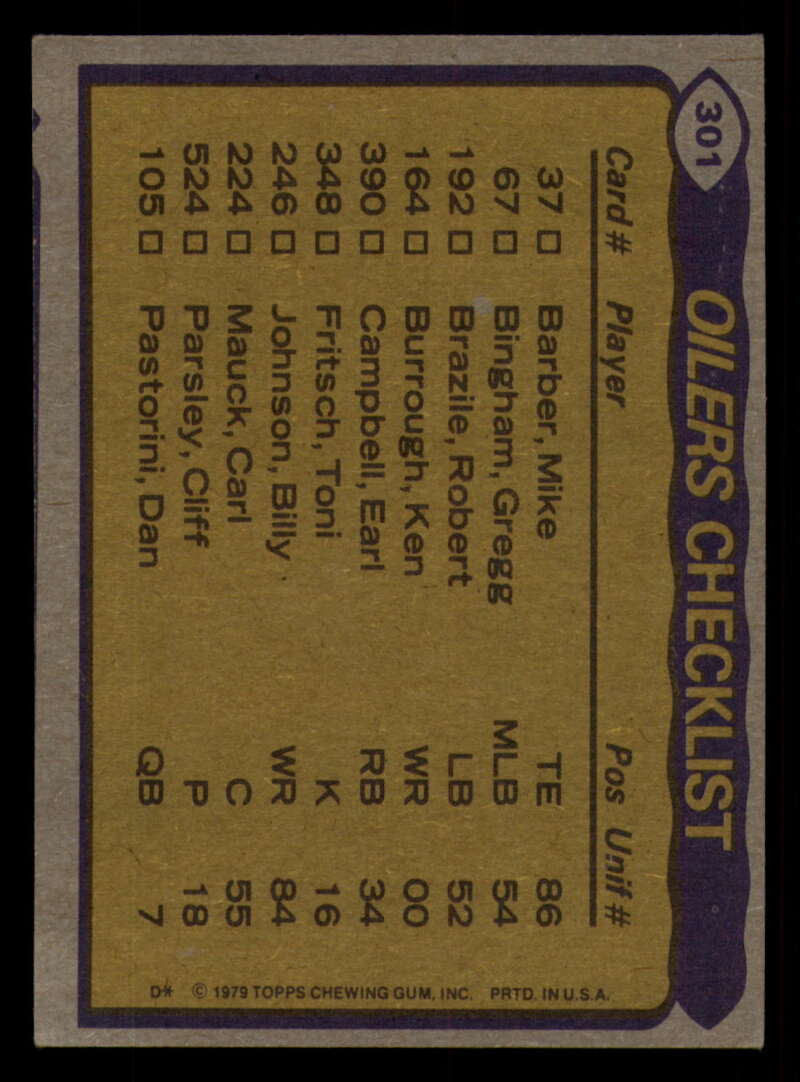 301
OILERS CHECKLIST
Card # Player Pos Unif #
37 □ Barber, Mike TE 86
67 □ Bingham, Gregg MLB 54
192 □ Brazile, Robert LB 52
164 □ Burrough, Ken WR 00
390 □ Campbell, Earl RB 34
348 □ Fritsch, Toni K 16
246 □ Johnson, Billy WR 84
224 □ Mauck, Carl C 55
524 □ Parsley, Cliff P 18
105 □ Pastorini, Dan QB 7
D* © 1979 TOPPS CHEWING GUM, INC. PRTD. IN U.S.A.